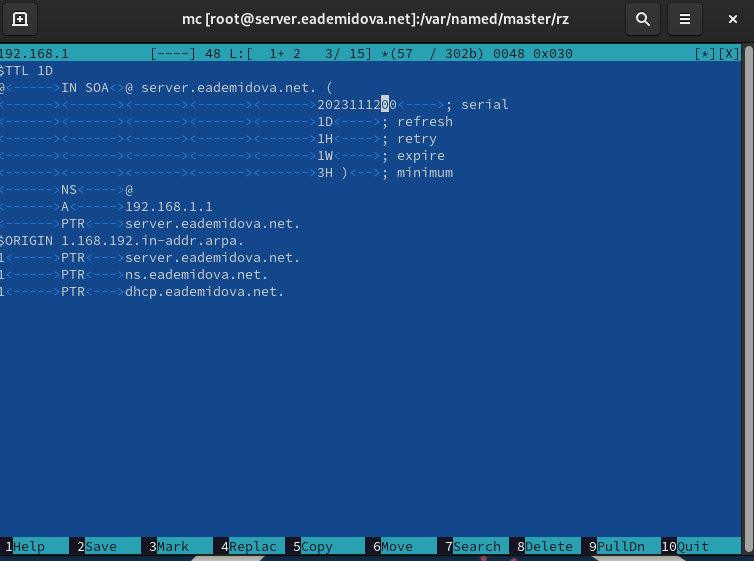 mc [root@server.eademidova.net]:/var/named/master/rz
192.168.1 [----] 48 L:[ 1+ 2 3/ 15] *(57 / 302b) 0048 0x030 [*][X]
$TTL 1D
@<----->IN SOA<>@ server.eademidova.net. (
<------><------><------><------><------>2023111200<---->; serial
<------><------><------><------><------>1D<---->; refresh
<------><------><------><------><------>1H<---->; retry
<------><------><------><------><------>1W<---->; expire
<------><------><------><------><------>3H )<-->; minimum
<------>NS<---->@
<------>A<----->192.168.1.1
<------>PTR<--->server.eademidova.net.
$ORIGIN 1.168.192.in-addr.arpa.
1<----->PTR<--->server.eademidova.net.
1<----->PTR<--->ns.eademidova.net.
1<----->PTR<--->dhcp.eademidova.net.
1Help 2Save 3Mark 4Replac 5Copy 6Move 7Search 8Delete 9PullDn 10Quit